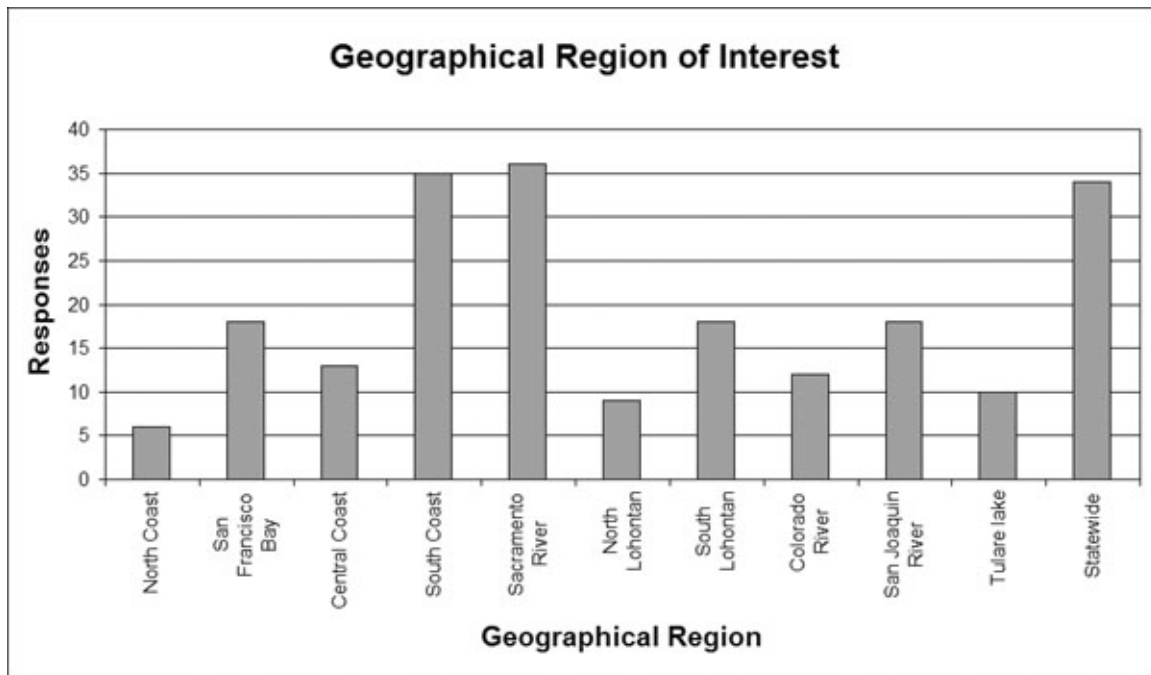 Geographical Region of Interest
Responses
40
35
30
25
20
15
10
5
0
North Coast
San
Francisco
Bay
Central Coast
South Coast
Sacramento
River
North
Lohontan
South
Lohontan
Colorado
River
San Joaquin
River
Tulare lake
Statewide
Geographical Region